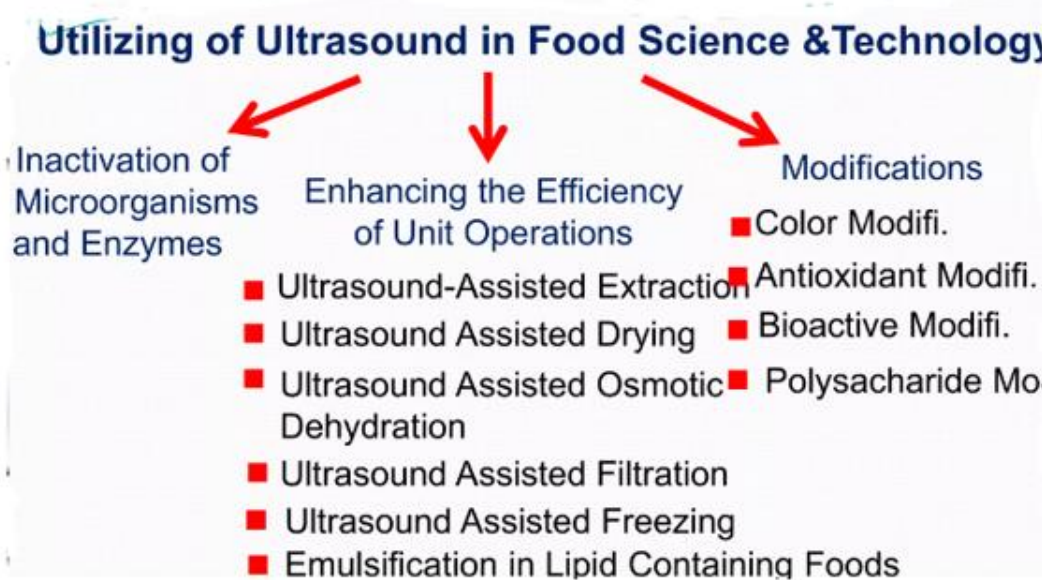 Utilizing of Ultrasound in Food Science &Technology
Inactivation of
Microorganisms
and Enzymes
Enhancing the Efficiency
of Unit Operations
Ultrasound-Assisted Extraction
Ultrasound Assisted Drying
Ultrasound Assisted Osmotic
Dehydration
Ultrasound Assisted Filtration
Ultrasound Assisted Freezing
Emulsification in Lipid Containing Foods
Modifications
Color Modifi.
Antioxidant Modifi.
Bioactive Modifi.
Polysacharide Mo